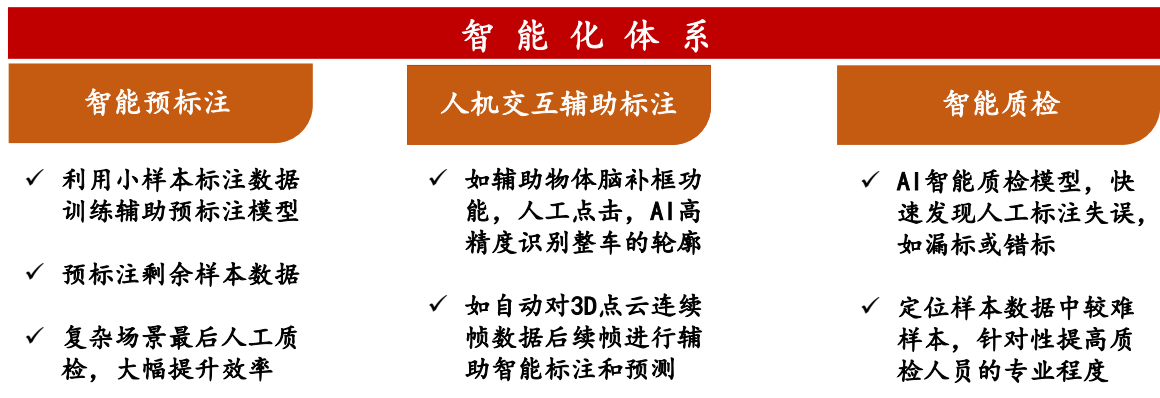 智能化体系
智能预标注
✓ 利用小样本标注数据
训练辅助预标注模型
✓ 预标注剩余样本数据
✓ 复杂场景最后人工质
检，大幅提升效率
人机交互辅助标注
✓ 如辅助物体脑补框功
能，人工点击，AI高
精度识别整车的轮廓
✓ 如自动对3D点云连续
帧数据后续帧进行辅
助智能标注和预测
智能质检
✓ AI智能质检模型，快
速发现人工标注失误，
如漏标或错标
✓ 定位样本数据中较难
样本，针对性提高质
检人员的专业程度